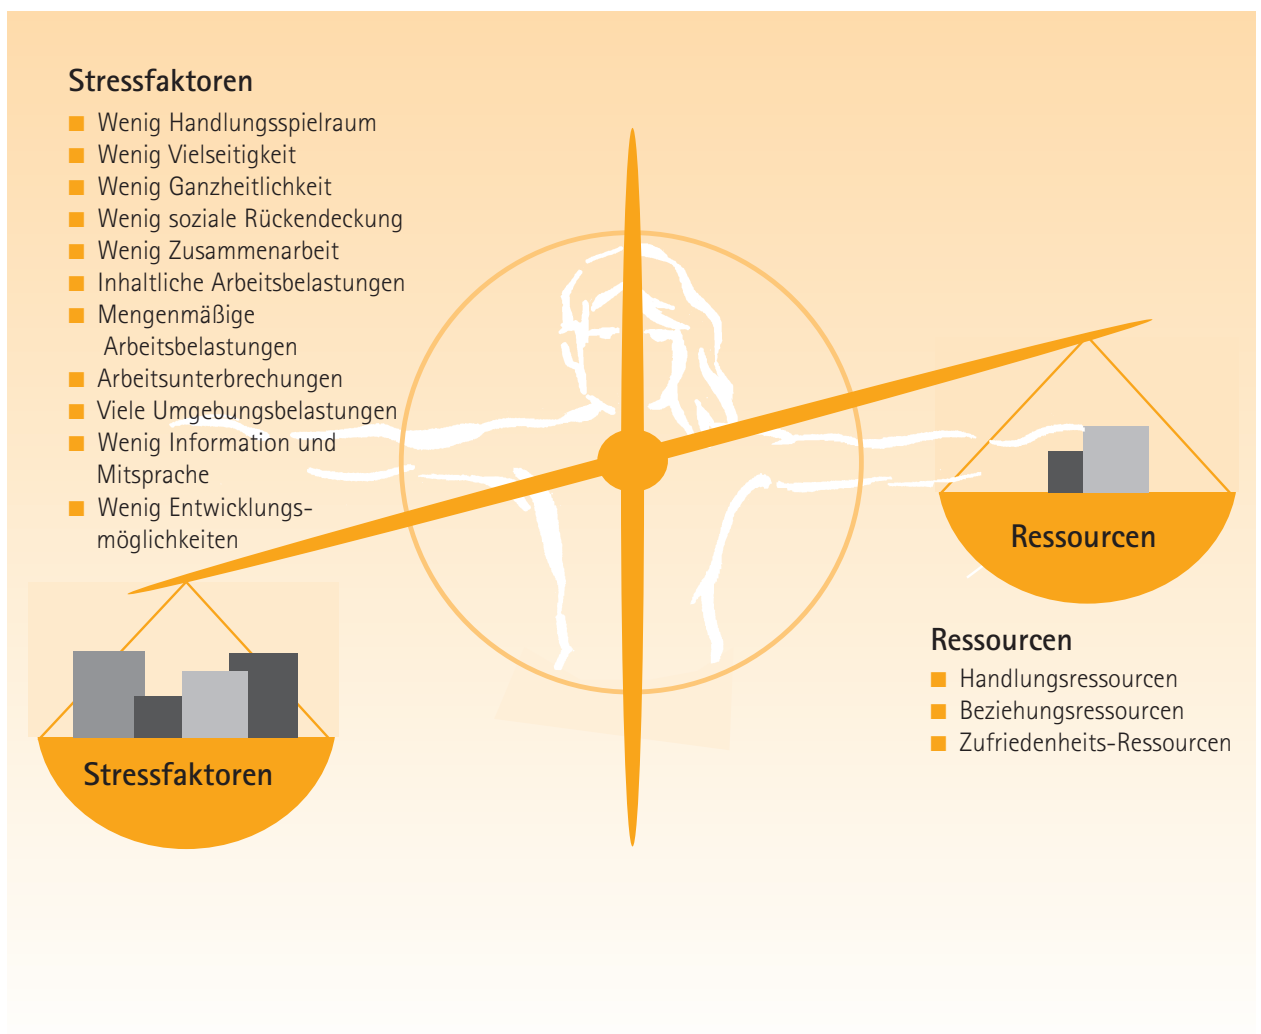 Stressfaktoren
■ Wenig Handlungsspielraum
■ Wenig Vielseitigkeit
■ Wenig Ganzheitlichkeit
■ Wenig soziale Rückendeckung
■ Wenig Zusammenarbeit
■ Inhaltliche Arbeitsbelastungen
■ Mengenmäßige
Arbeitsbelastungen
■ Arbeitsunterbrechungen
■ Viele Umgebungsbelastungen
■ Wenig Information und
Mitsprache
■ Wenig Entwicklungs-
möglichkeiten
Stressfaktoren
Ressourcen
Ressourcen
■ Handlungsressourcen
■ Beziehungsressourcen
■ Zufriedenheits-Ressourcen